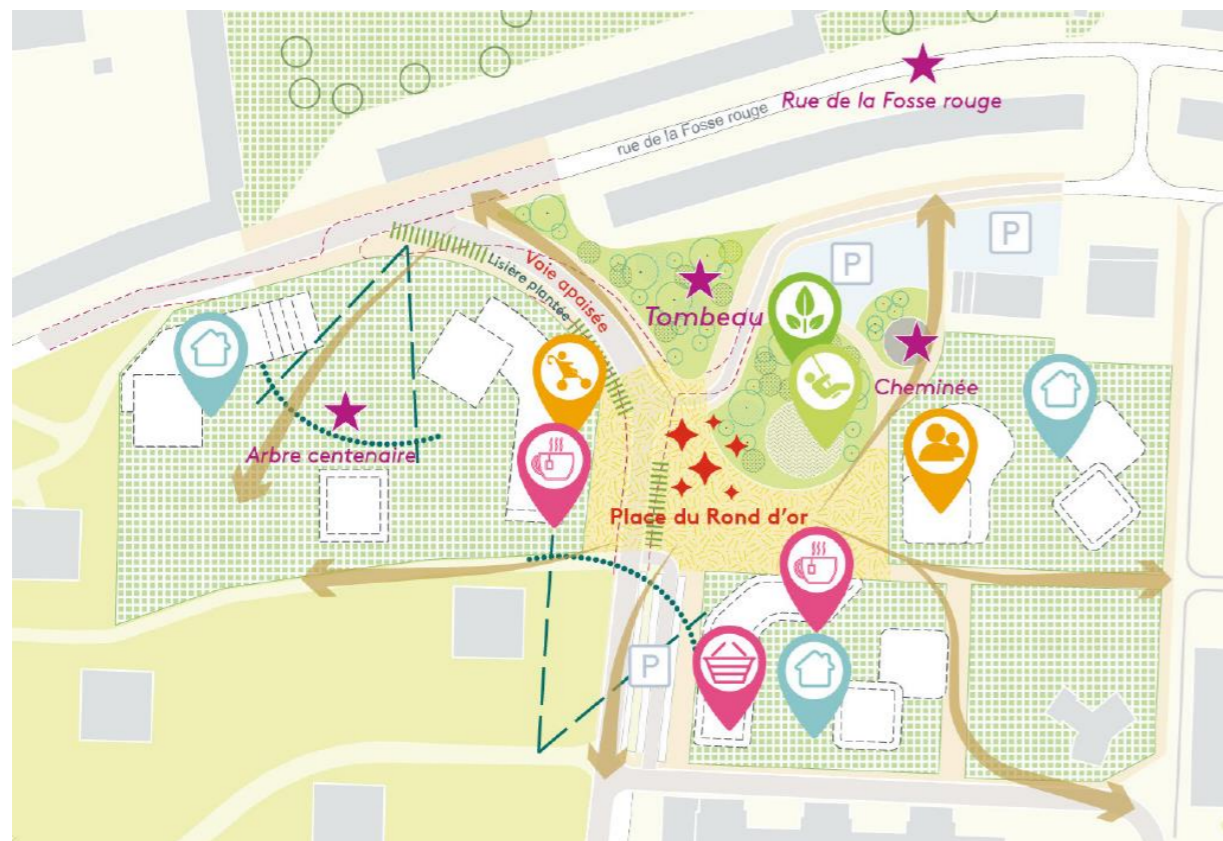 Rue de la Fosse rouge
rue de la Fosse rouge
P
P
Voie apaisée
Lisière plantée
Tombeau
Cheminée
Arbre centenaire
Place du Rond d'or
P